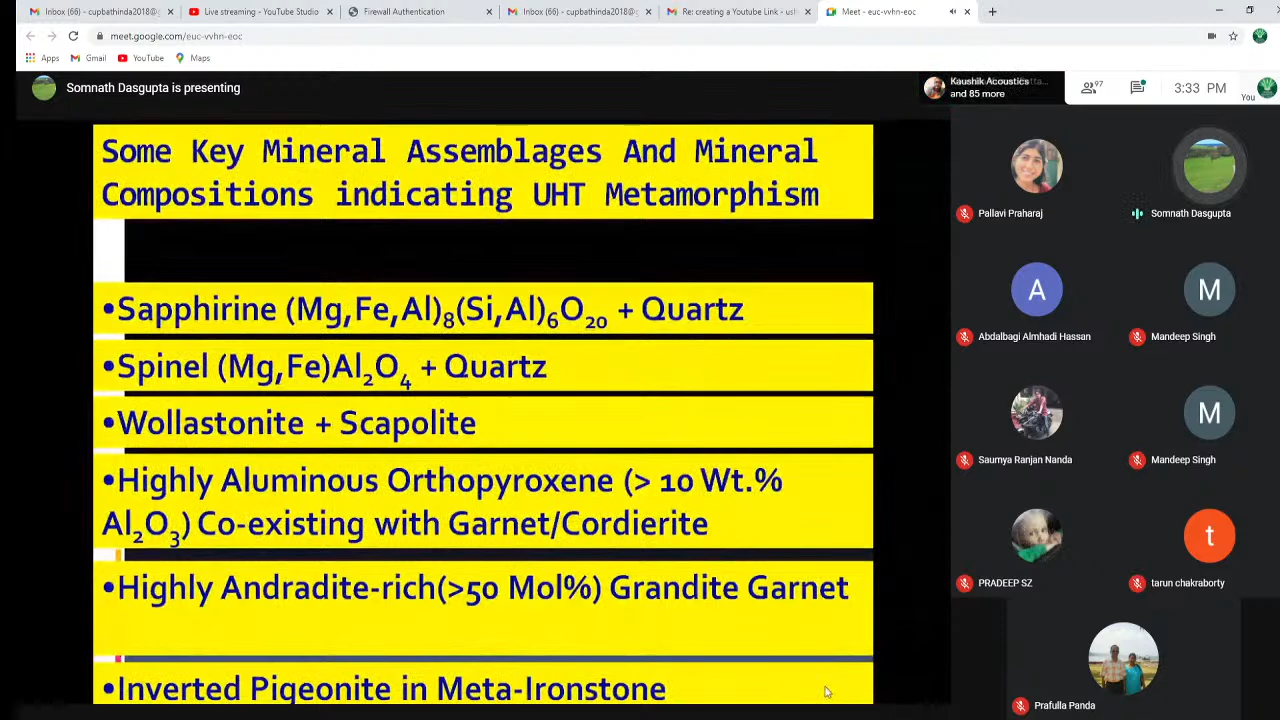 Inbox (66) - cupbathinda2018@
Live streaming - YouTube Studio
Firewall Authentication
Inbox (66) - cupbathinda2018@
Re: creating a Youtube Link - ush
Meet - euc-vvhn-eoc
meet.google.com/euc-vvhn-eoc
Apps
Gmail
YouTube
Maps
Somnath Dasgupta is presenting
Kaushik Acoustics
and 85 more
97
3:33 PM
You
Some Key Mineral Assemblages And Mineral
Compositions indicating UHT Metamorphism
•Sapphirine (Mg,Fe,Al)₈(Si,Al)₆O₂₀ + Quartz
•Spinel (Mg,Fe)Al₂O₄ + Quartz
•Wollastonite + Scapolite
•Highly Aluminous Orthopyroxene (> 10 Wt.%
Al₂O₃) Co-existing with Garnet/Cordierite
•Highly Andradite-rich(>50 Mol%) Grandite Garnet
•Inverted Pigeonite in Meta-Ironstone
Pallavi Praharaj
Somnath Dasgupta
A
Abdalbagi Almhadi Hassan
M
Mandeep Singh
Saumya Ranjan Nanda
M
Mandeep Singh
PRADEEP SZ
t
tarun chakraborty
Prafulla Panda